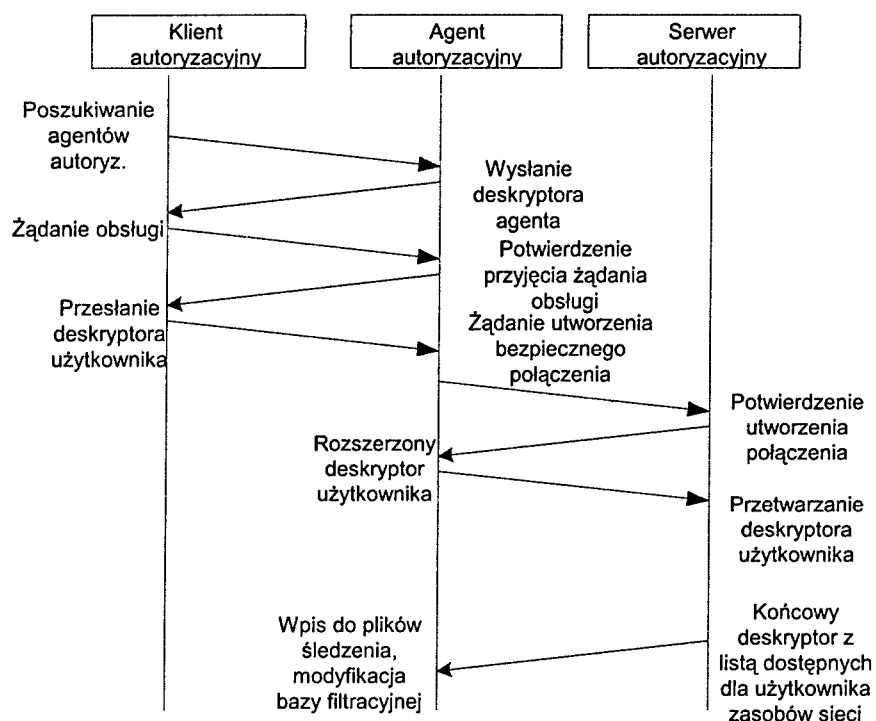 Klient
autoryzacyjny
Agent
autoryzacyjny
Serwer
autoryzacyjny
Poszukiwanie
agentów
autoryz.
Wysłanie
deskryptora
agenta
Żądanie obsługi
Potwierdzenie
przyjęcia żądania
obsługi
Przesłanie
deskryptora
użytkownika
Żądanie utworzenia
bezpiecznego
połączenia
Potwierdzenie
utworzenia
połączenia
Rozszerzony
deskryptor
użytkownika
Przetwarzanie
deskryptora
użytkownika
Końcowy
deskryptor z
listą dostępnych
dla użytkownika
zasobów sieci
Wpis do plików
śledzenia,
modyfikacja
bazy filtracyjnej